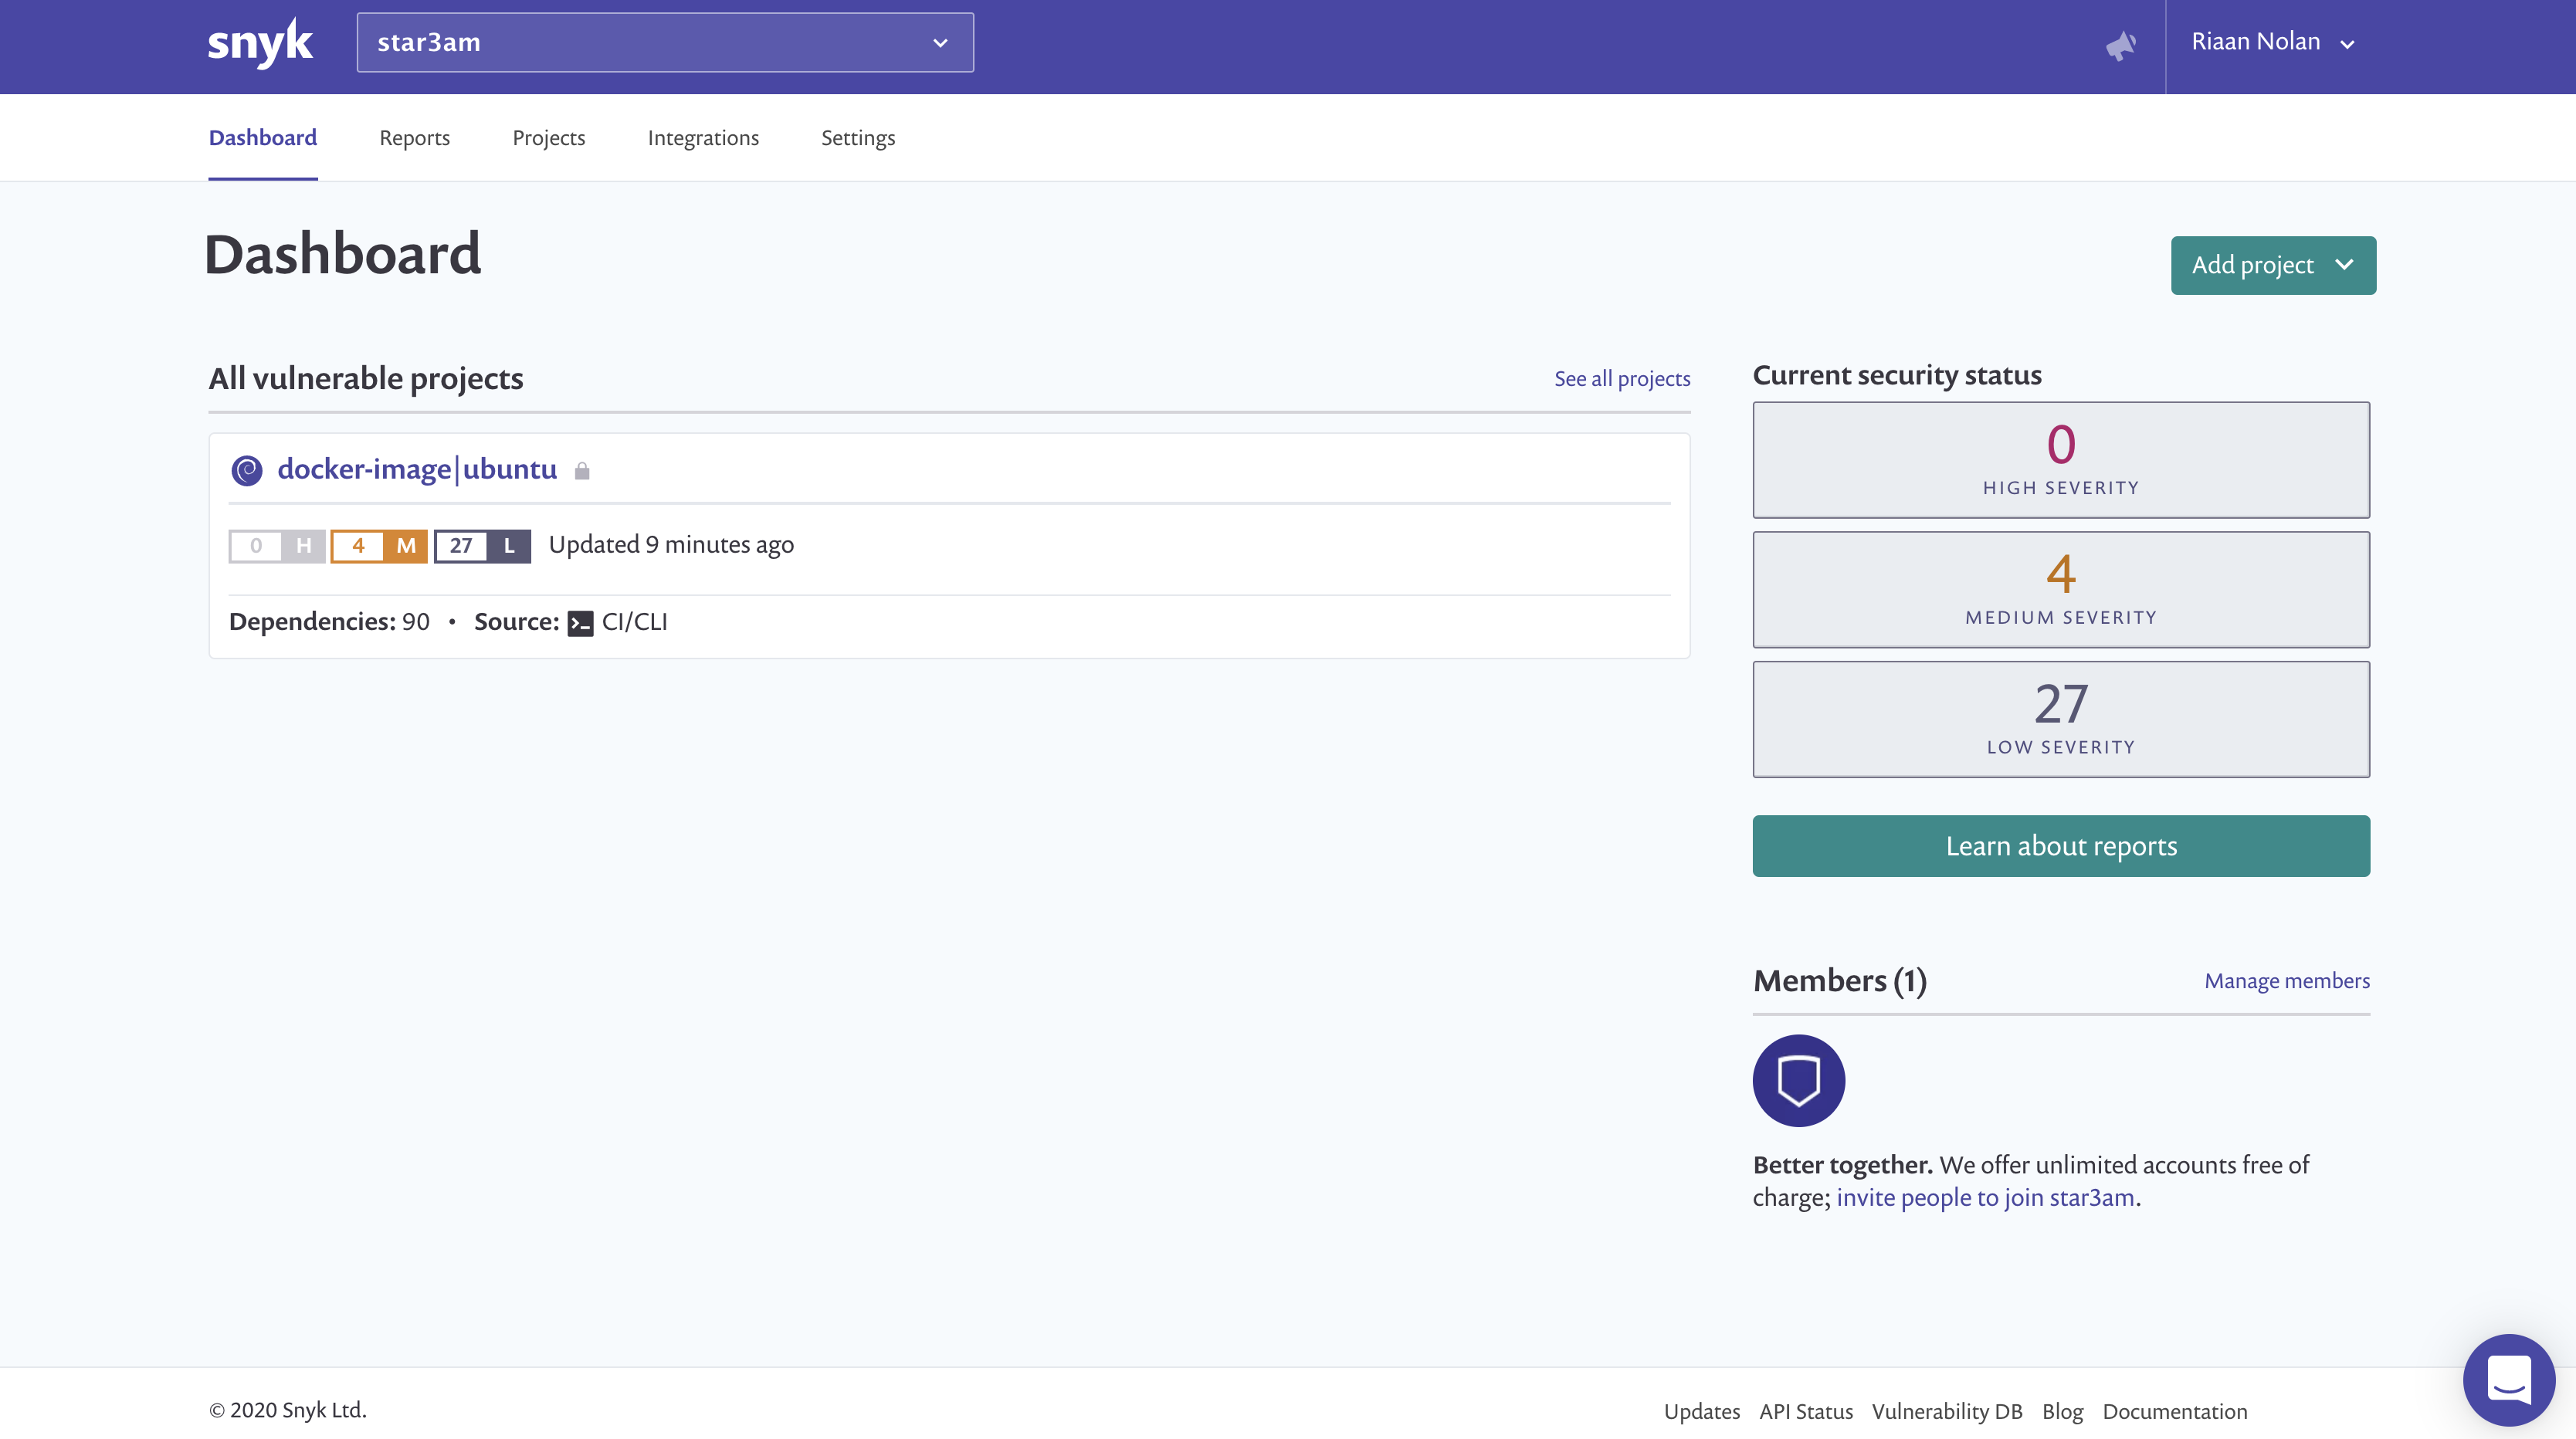 snyk
star3am
Riaan Nolan
Dashboard
Reports
Projects
Integrations
Settings
Dashboard
Add project
All vulnerable projects
See all projects
docker-image|ubuntu
0 H 4 M 27 L Updated 9 minutes ago
Dependencies: 90 • Source: CI/CLI
Current security status
0
HIGH SEVERITY
4
MEDIUM SEVERITY
27
LOW SEVERITY
Learn about reports
Members (1)
Manage members
Better together. We offer unlimited accounts free of
charge; invite people to join star3am.
© 2020 Snyk Ltd.
Updates
API Status
Vulnerability DB
Blog
Documentation